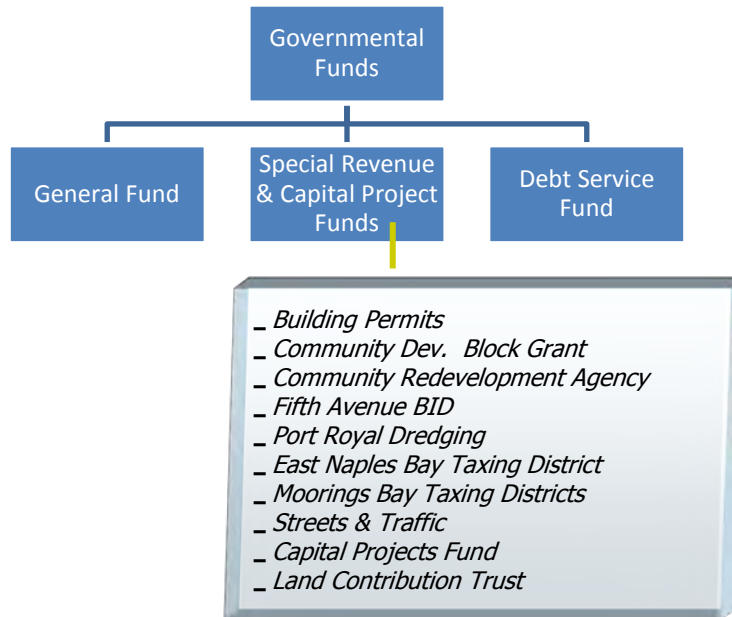 Governmental
Funds
General Fund
Special Revenue
& Capital Project
Funds
Debt Service
Fund
_ Building Permits
_ Community Dev. Block Grant
_ Community Redevelopment Agency
_ Fifth Avenue BID
_ Port Royal Dredging
_ East Naples Bay Taxing District
_ Moorings Bay Taxing Districts
_ Streets & Traffic
_ Capital Projects Fund
_ Land Contribution Trust